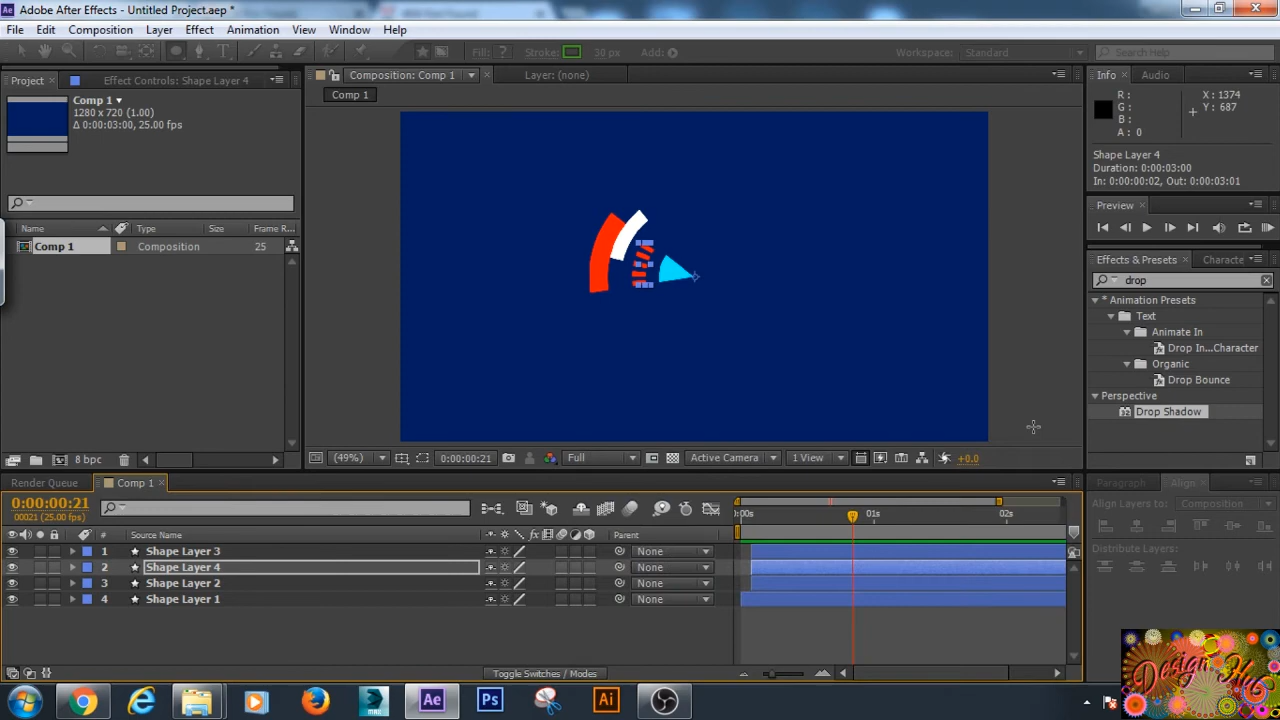 Adobe After Effects - Untitled Project.aep *
File Edit Composition Layer Effect Animation View Window Help
Fill: ? Stroke: 30 px Add: Workspace: Standard Search Help
Project Effect Controls: Shape Layer 4 Composition: Comp 1 Layer: (none) Info Audio
Comp 1
1280 x 720 (1.00)
Δ 0:00:03:00, 25.00 fps
Comp 1
R :
G :
B :
A : 0
X : 1374
Y : 687
Shape Layer 4
Duration: 0:00:03:00
In: 0:00:00:02, Out: 0:00:03:01
Preview
Name Type Size Frame R...
Comp 1 Composition 25
Effects & Presets Characte
drop
* Animation Presets
Text
Animate In
Drop In...Character
Organic
Drop Bounce
Perspective
Drop Shadow
8 bpc
(49%) 0:00:00:21 Full Active Camera 1 View +0.0
Render Queue Comp 1 Paragraph Align
0:00:00:21
00021 (25.00 fps)
0:00s 01s 02s
Align Layers to: Composition
# Source Name Parent
1 Shape Layer 3 None
2 Shape Layer 4 None
3 Shape Layer 2 None
4 Shape Layer 1 None
Distribute Layers:
Toggle Switches / Modes
Ae Ps Ai
Design Hub